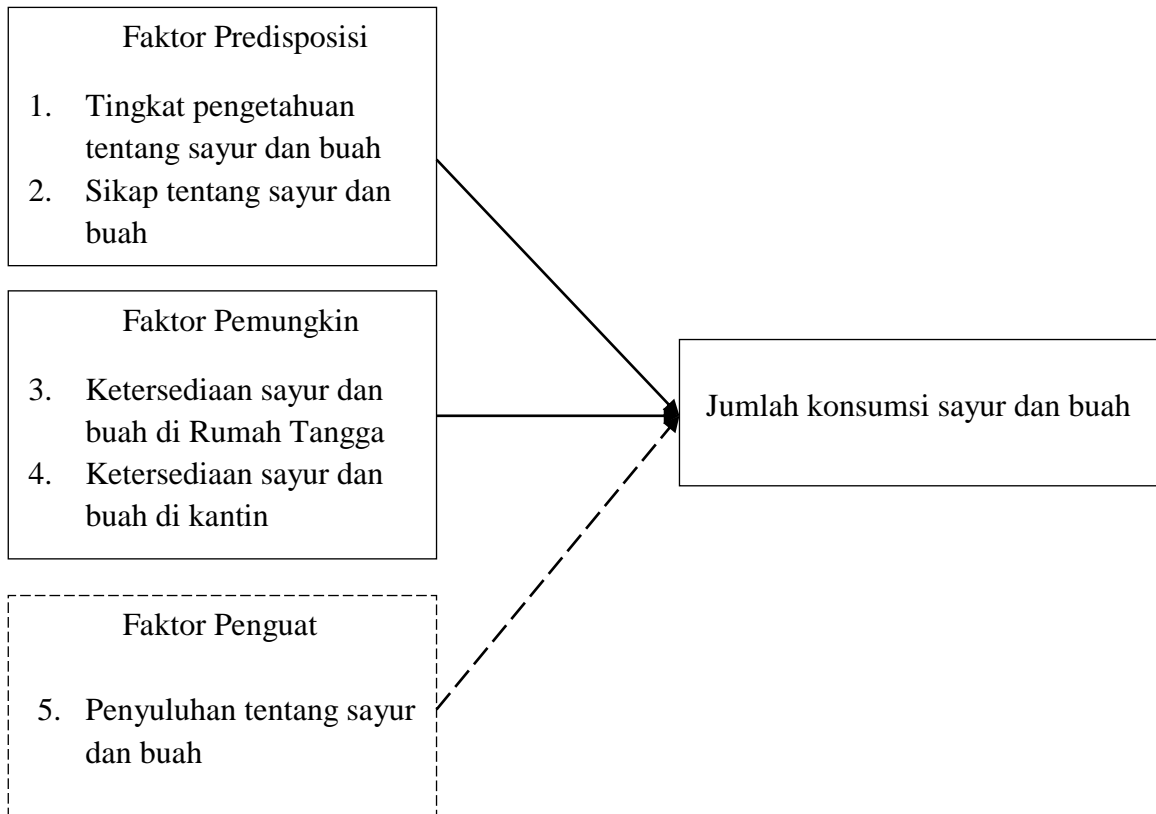 Faktor Predisposisi
1. Tingkat pengetahuan
tentang sayur dan buah
2. Sikap tentang sayur dan
buah
Faktor Pemungkin
3. Ketersediaan sayur dan
buah di Rumah Tangga
4. Ketersediaan sayur dan
buah di kantin
Faktor Penguat
5. Penyuluhan tentang sayur
dan buah
Jumlah konsumsi sayur dan buah